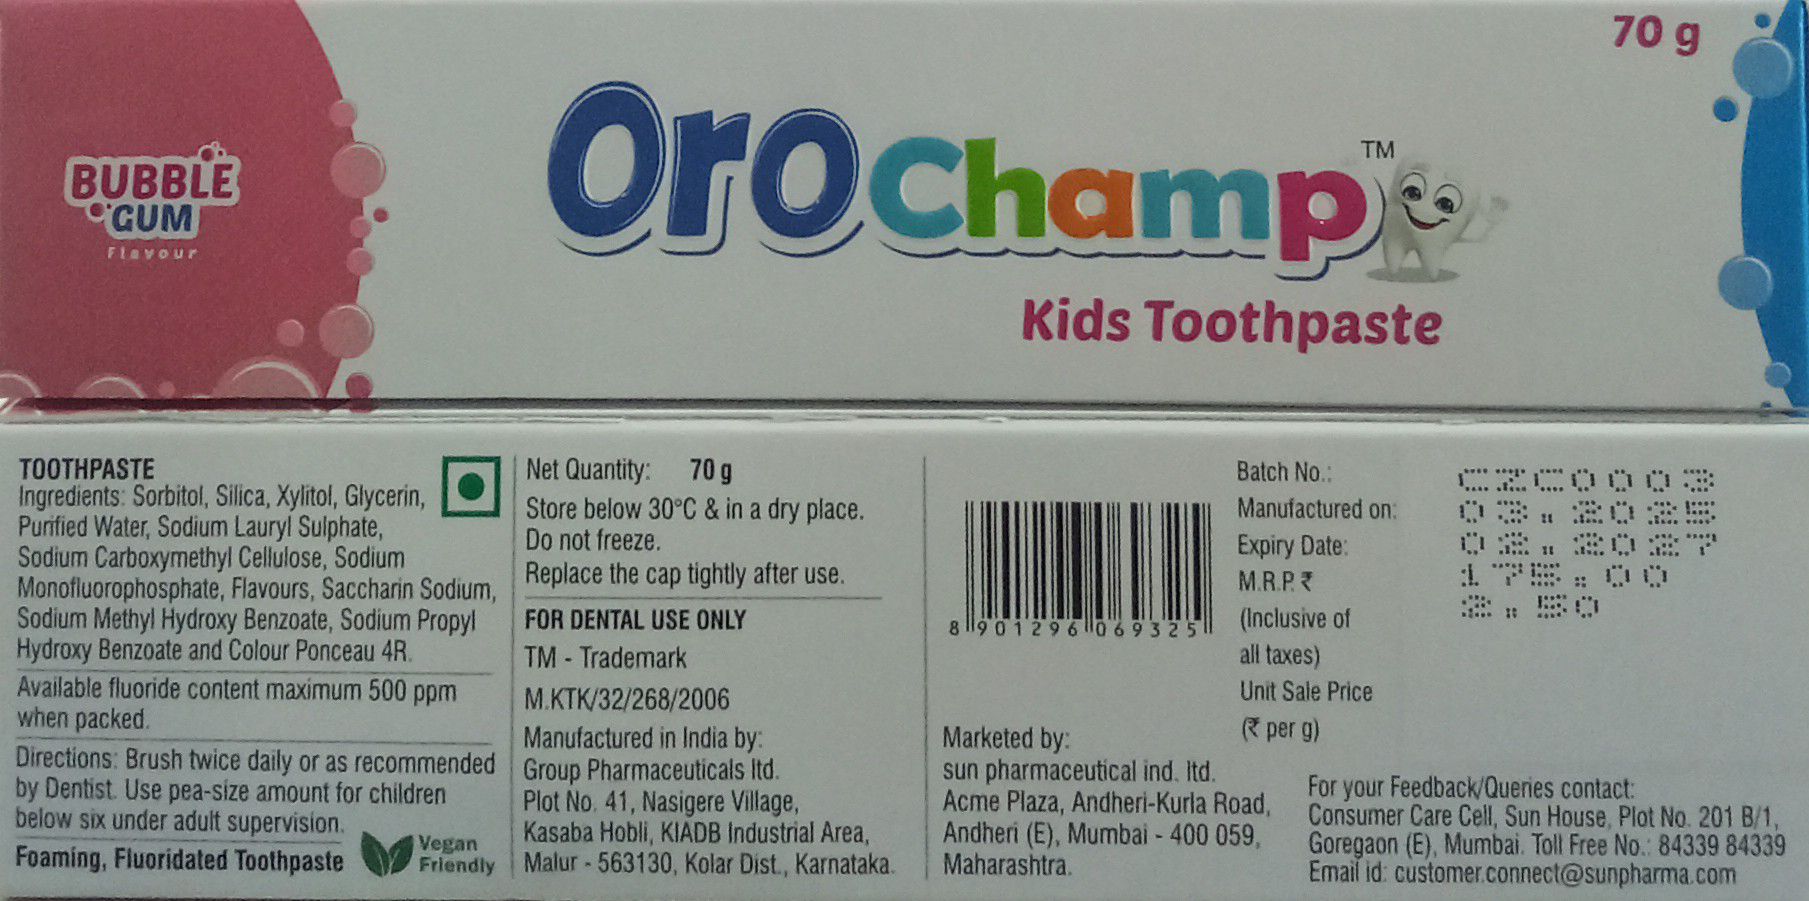 70 g
BUBBLE
GUM
Flavour
OroChamp™
Kids Toothpaste
TOOTHPASTE
Ingredients: Sorbitol, Silica, Xylitol, Glycerin,
Purified Water, Sodium Lauryl Sulphate,
Sodium Carboxymethyl Cellulose, Sodium
Monofluorophosphate, Flavours, Saccharin Sodium,
Sodium Methyl Hydroxy Benzoate, Sodium Propyl
Hydroxy Benzoate and Colour Ponceau 4R.
Available fluoride content maximum 500 ppm
when packed.
Directions: Brush twice daily or as recommended
by Dentist. Use pea-size amount for children
below six under adult supervision.
Foaming, Fluoridated Toothpaste
Vegan
Friendly
Net Quantity: 70 g
Store below 30°C & in a dry place.
Do not freeze.
Replace the cap tightly after use.
FOR DENTAL USE ONLY
TM - Trademark
M.KTK/32/268/2006
Manufactured in India by:
Group Pharmaceuticals ltd.
Plot No. 41, Nasigere Village,
Kasaba Hobli, KIADB Industrial Area,
Malur - 563130, Kolar Dist., Karnataka.
8 901296 069325
Marketed by:
sun pharmaceutical ind. ltd.
Acme Plaza, Andheri-Kurla Road,
Andheri (E), Mumbai - 400 059,
Maharashtra.
Batch No.:
Manufactured on:
Expiry Date:
M.R.P. ₹
(Inclusive of
all taxes)
Unit Sale Price
(₹ per g)
CZC0003
03.2025
02.2027
175.00
2.50
For your Feedback/Queries contact:
Consumer Care Cell, Sun House, Plot No. 201 B/1,
Goregaon (E), Mumbai. Toll Free No.: 84339 84339
Email id: customer.connect@sunpharma.com